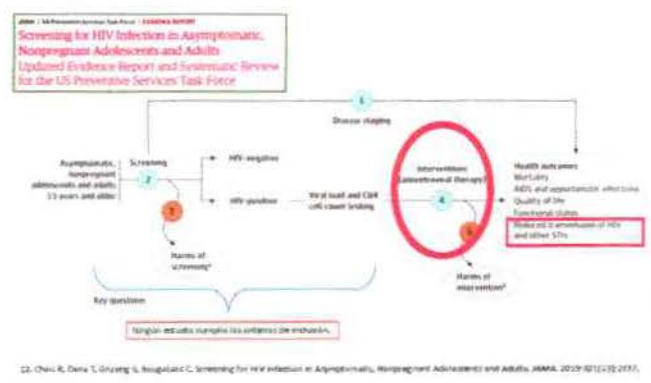 JAMA | US Preventive Services Task Force | EVIDENCE REPORT
Screening for HIV Infection in Asymptomatic,
Nonpregnant Adolescents and Adults
Updated Evidence Report and Systematic Review
for the US Preventive Services Task Force
1
Disease staging
Asymptomatic,
nonpregnant
adolescents and adults
years and older
Screening
2
3
Harms of
screening
HIV-negative
HIV-positive
Viral load and CD4
cell count testing
Interventions
(antiretroviral therapy)
4
5
Harms of
intervention
Health outcomes
Mortality
AIDS and opportunistic infections
Quality of life
Functional status
Reduced transmission of HIV
and other STIs
Key questions
Ningún estudio cumplió los criterios de inclusión.
Chou R, Dana T, Grusing S, Bougatsos C. Screening for HIV Infection in Asymptomatic, Nonpregnant Adolescents and Adults. JAMA. 2019;